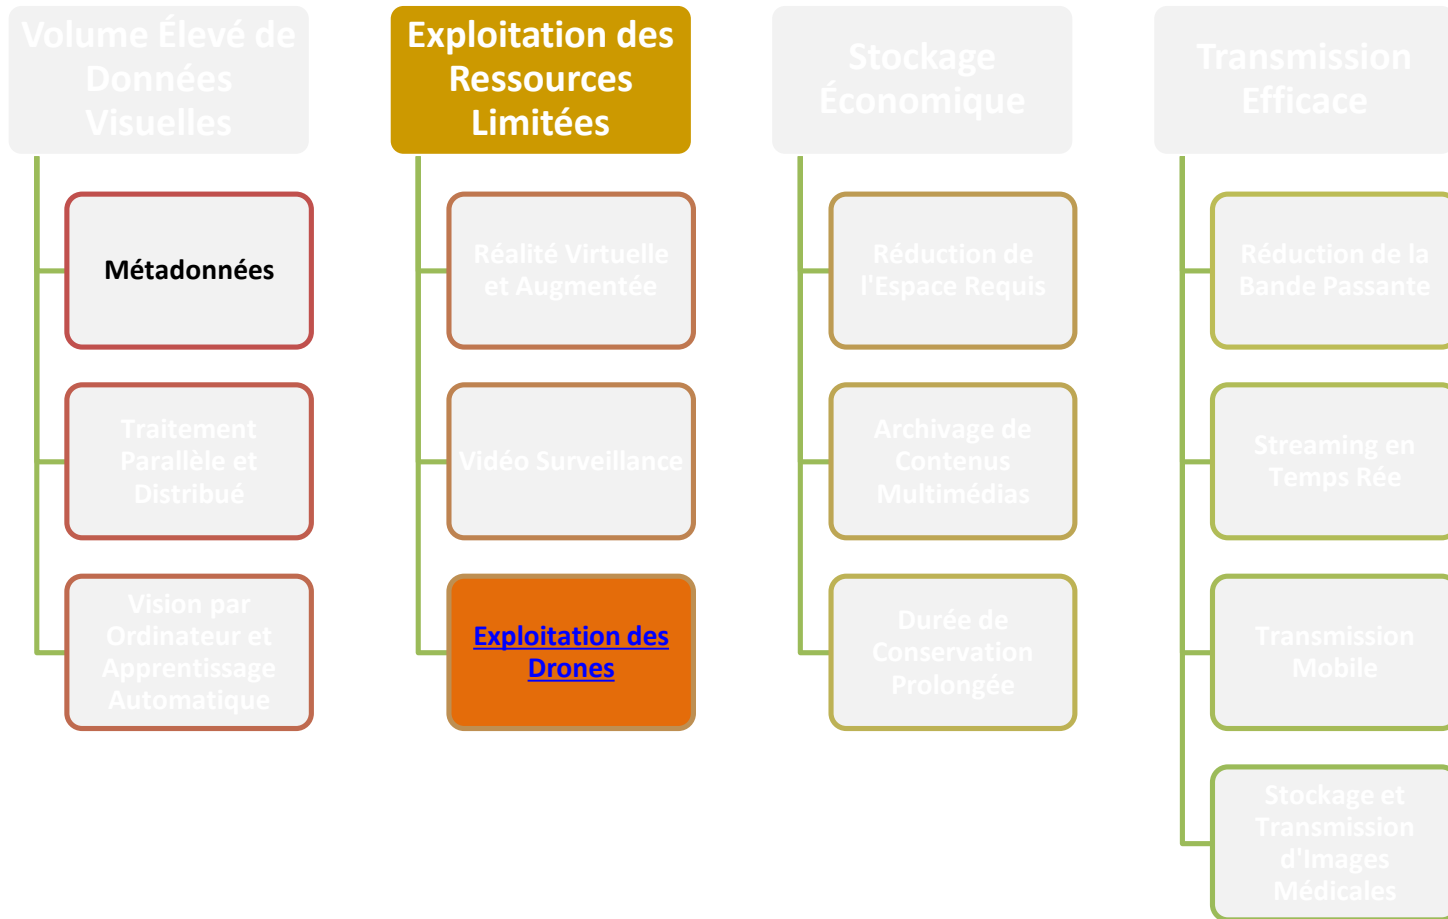 Volume Élevé de
Données
Visuelles
Métadonnées
Traitement
Parallèle et
Distribué
Vision par
Ordinateur et
Apprentissage
Automatique
Exploitation des
Ressources
Limitées
Réalité Virtuelle
et Augmentée
Vidéo Surveillance
Exploitation des
Drones
Stockage
Économique
Réduction de
l'Espace Requis
Archivage de
Contenus
Multimédias
Durée de
Conservation
Prolongée
Transmission
Efficace
Réduction de la
Bande Passante
Streaming en
Temps Rée
Transmission
Mobile
Stockage et
Transmission
d'Images
Médicales